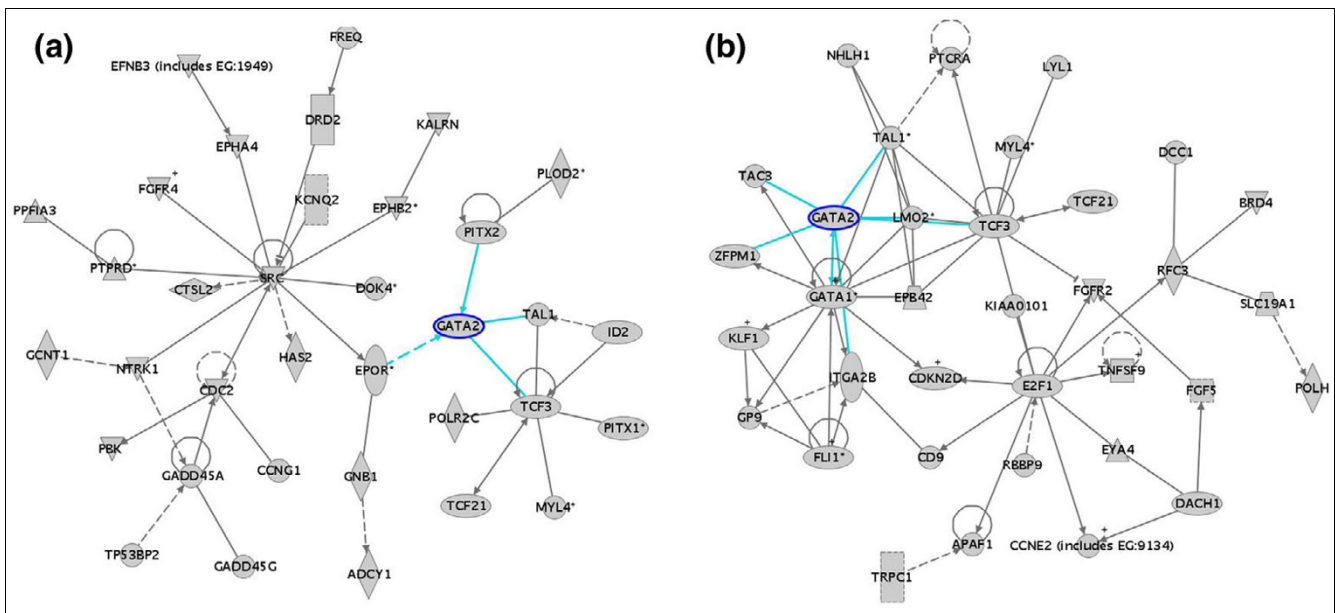 (a)
FREQ
EFNB3 (includes EG:1949)
DRD2
KALRN
EPHA4
PLOD2*
FGFR4
+
KCNQ2
EPHB2*
PPFIA3
PITX2
PTPRD*
SRC
CTSL2
DOK4*
GATA2
TAL1
ID2
GCNT1
NTRK1
HAS2
EPOR*
CDC2
TCF3
POLR2C
PITX1*
PBK
GADD45A
CCNG1
GNB1
TCF21
MYL4*
TP53BP2
GADD45G
ADCY1
(b)
NHLH1
PTCRA
LYL1
TAL1*
MYL4*
DCC1
TAC3
TCF21
BRD4
GATA2
LMO2*
TCF3
ZFPM1
RFC3
GATA1*
+
EPB42
KIAA0101
FGFR2
SLC19A1
KLF1
+
ITGA2B
CDKN2D
+
E2F1
TNFSF9
+
POLH
FGF5
GP9
FLI1*
+
CD9
RBBP9
EYA4
DACH1
APAF1
CCNE2 (includes EG:9134)
+
TRPC1